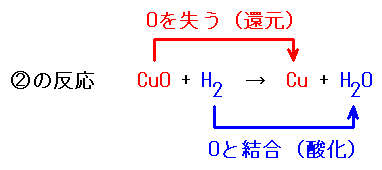 Oを失う（還元）
②の反応 CuO + H₂ → Cu + H₂O
Oと結合（酸化）